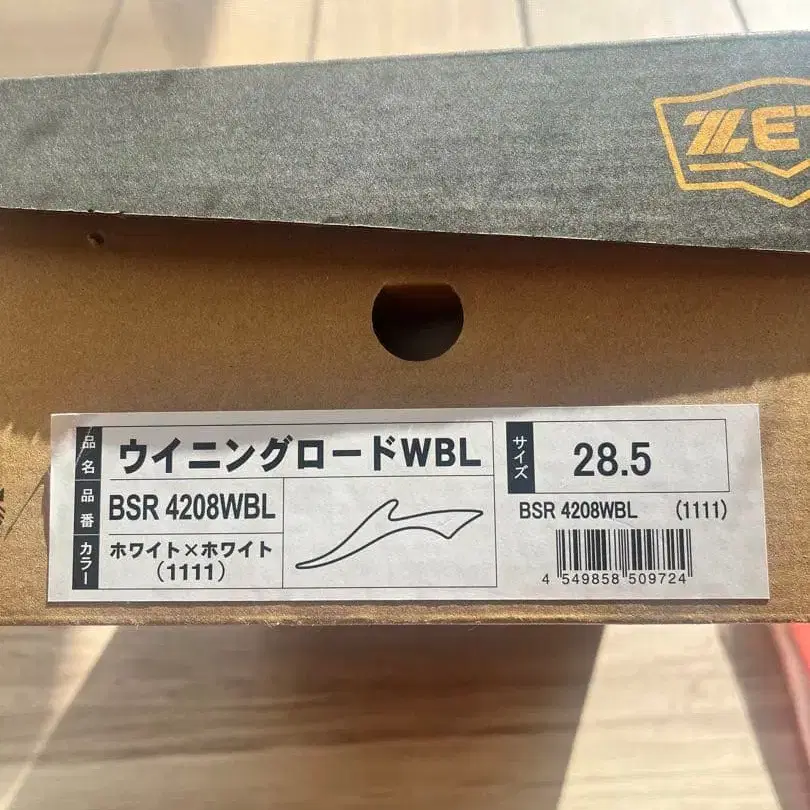 品名
ウイニングロードWBL
品番
BSR 4208WBL
カラー
ホワイト×ホワイト
(1111)
サイズ
28.5
BSR 4208WBL (1111)
4 549858 509724